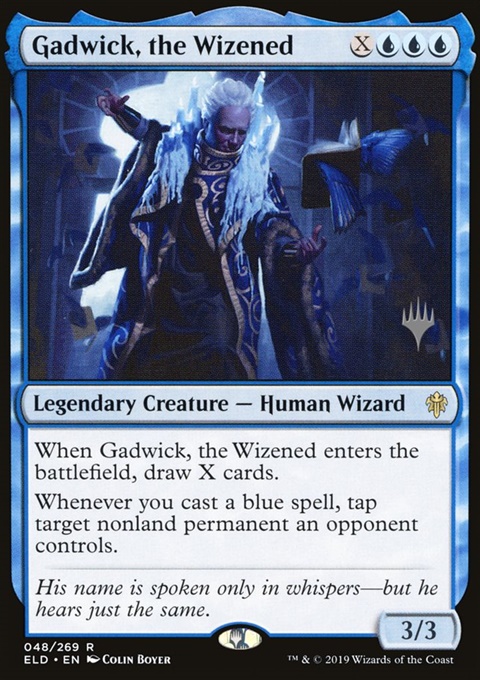 Gadwick, the Wizened X
Legendary Creature — Human Wizard
When Gadwick, the Wizened enters the
battlefield, draw X cards.
Whenever you cast a blue spell, tap
target nonland permanent an opponent
controls.
His name is spoken only in whispers—but he
hears just the same.
3/3
048/269 R
ELD • EN Colin Boyer
™ & © 2019 Wizards of the Coast